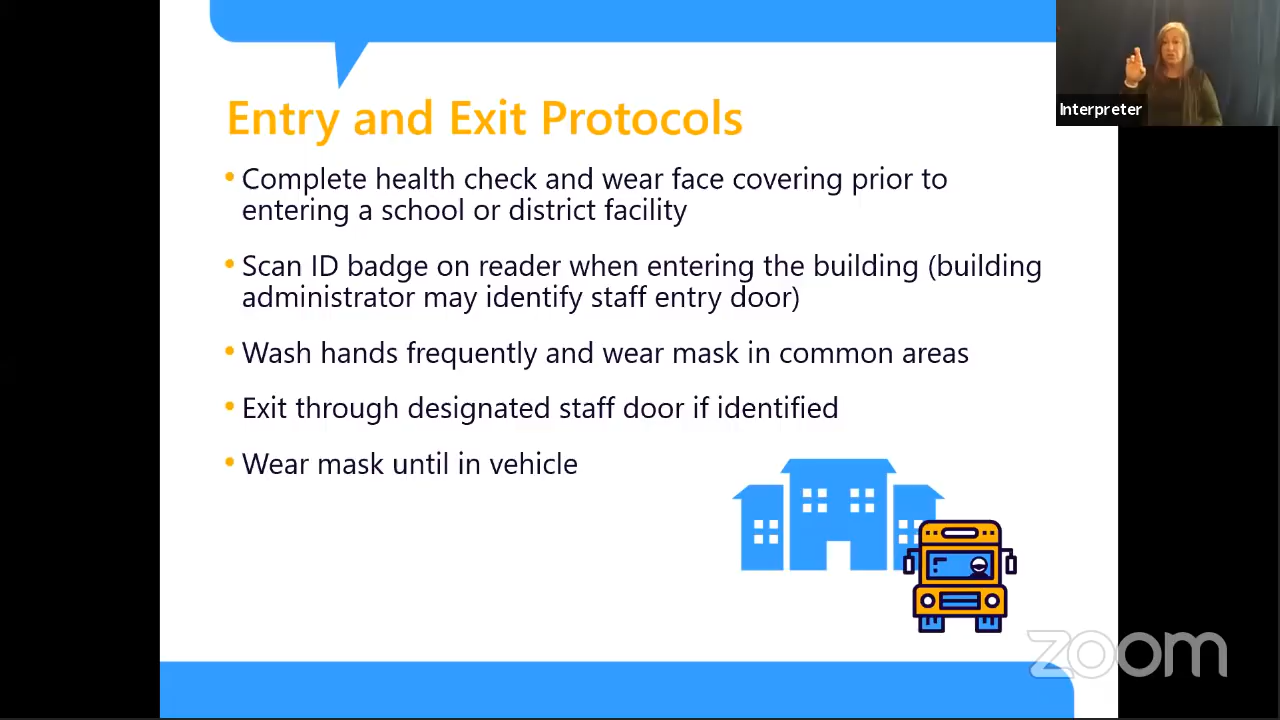 Interpreter
Entry and Exit Protocols
• Complete health check and wear face covering prior to
entering a school or district facility
• Scan ID badge on reader when entering the building (building
administrator may identify staff entry door)
• Wash hands frequently and wear mask in common areas
• Exit through designated staff door if identified
• Wear mask until in vehicle
zoom